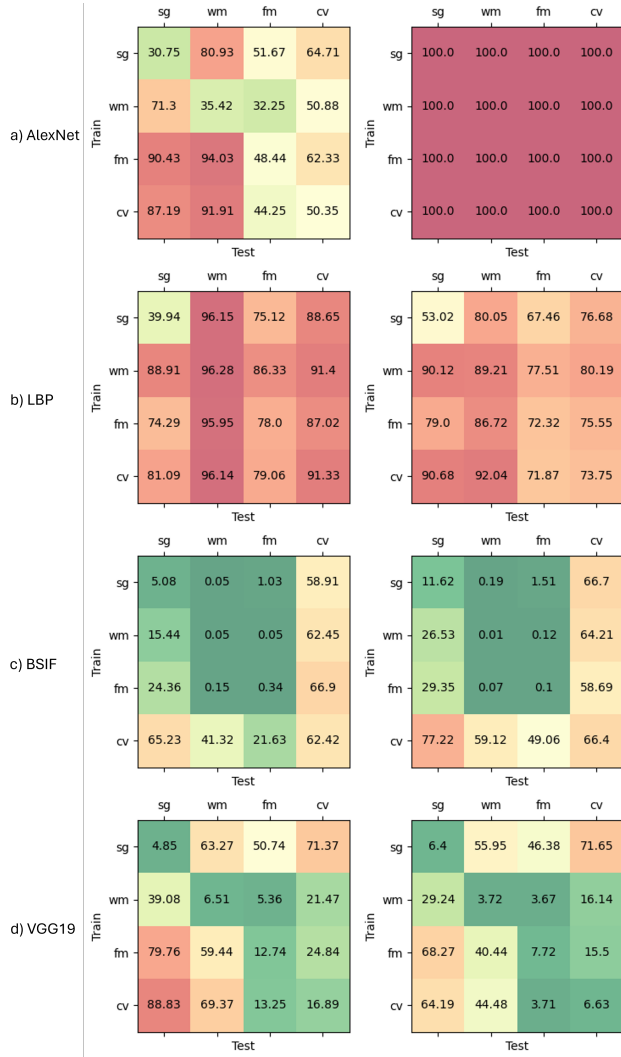 sg wm fm cv sg wm fm cv
sg 30.75 80.93 51.67 64.71 sg 100.0 100.0 100.0 100.0
wm 71.3 35.42 32.25 50.88 wm 100.0 100.0 100.0 100.0
a) AlexNet Train Train
fm 90.43 94.03 48.44 62.33 fm 100.0 100.0 100.0 100.0
cv 87.19 91.91 44.25 50.35 cv 100.0 100.0 100.0 100.0
Test Test
sg wm fm cv sg wm fm cv
sg 39.94 96.15 75.12 88.65 sg 53.02 80.05 67.46 76.68
wm 88.91 96.28 86.33 91.4 wm 90.12 89.21 77.51 80.19
b) LBP Train Train
fm 74.29 95.95 78.0 87.02 fm 79.0 86.72 72.32 75.55
cv 81.09 96.14 79.06 91.33 cv 90.68 92.04 71.87 73.75
Test Test
sg wm fm cv sg wm fm cv
sg 5.08 0.05 1.03 58.91 sg 11.62 0.19 1.51 66.7
wm 15.44 0.05 0.05 62.45 wm 26.53 0.01 0.12 64.21
c) BSIF Train Train
fm 24.36 0.15 0.34 66.9 fm 29.35 0.07 0.1 58.69
cv 65.23 41.32 21.63 62.42 cv 77.22 59.12 49.06 66.4
Test Test
sg wm fm cv sg wm fm cv
sg 4.85 63.27 50.74 71.37 sg 6.4 55.95 46.38 71.65
wm 39.08 6.51 5.36 21.47 wm 29.24 3.72 3.67 16.14
d) VGG19 Train Train
fm 79.76 59.44 12.74 24.84 fm 68.27 40.44 7.72 15.5
cv 88.83 69.37 13.25 16.89 cv 64.19 44.48 3.71 6.63
Test Test